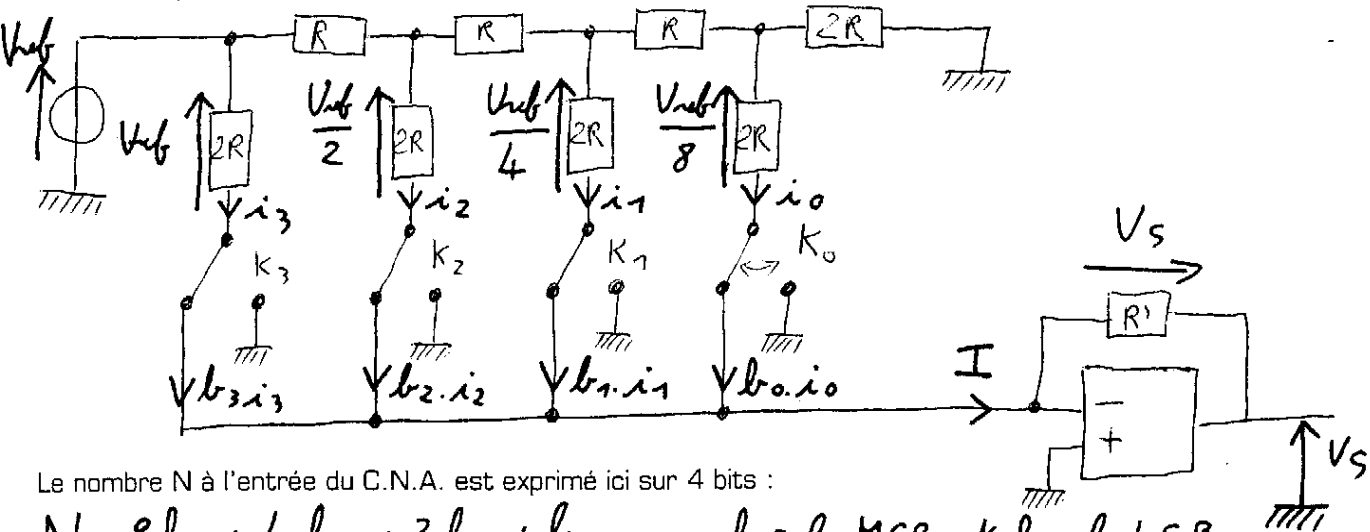 R R R 2R
Vref
Vref 2R Vref/2 2R Vref/4 2R Vref/8 2R
i3 i2 i1 i0
K3 K2 K1 K0
VS
R'
I
b3.i3 b2.i2 b1.i1 b0.i0
−
+
VS
Le nombre N à l'entrée du C.N.A. est exprimé ici sur 4 bits :